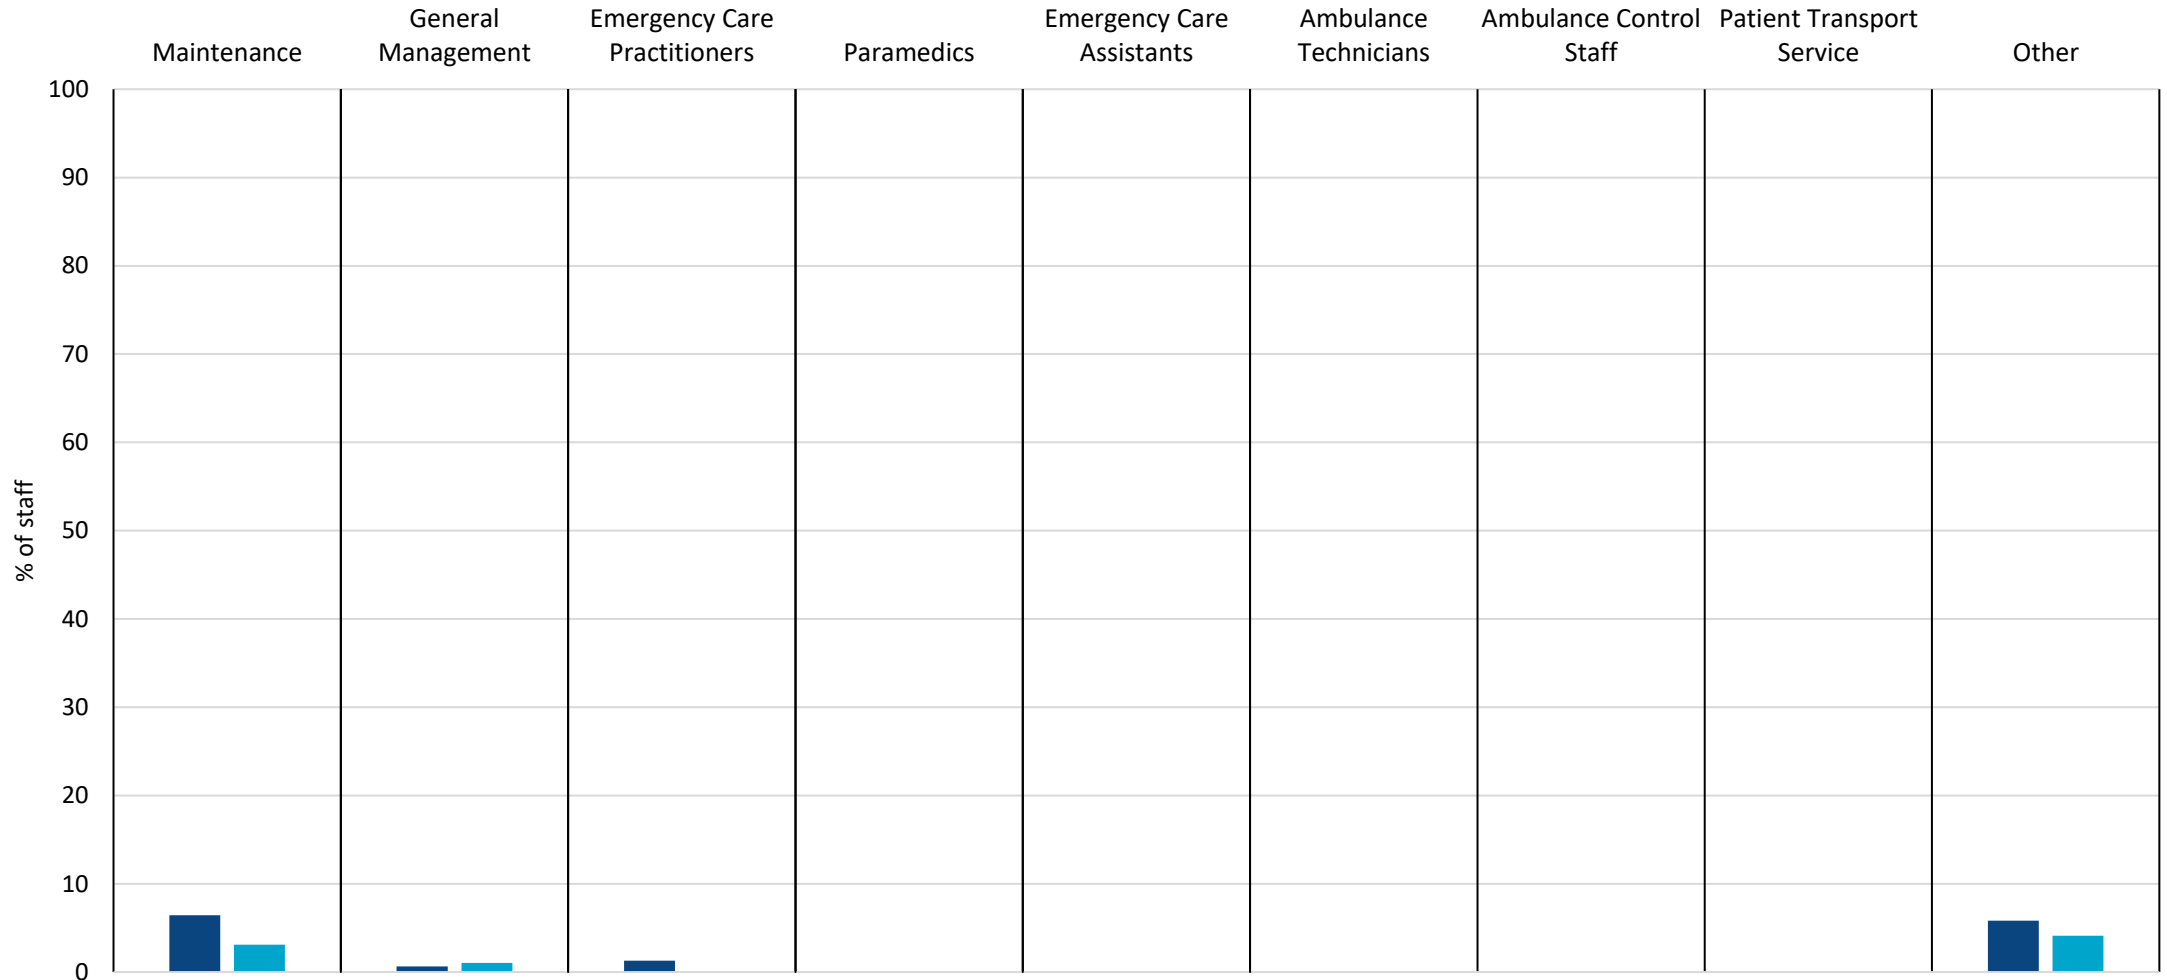 Maintenance
General
Management
Emergency Care
Practitioners
Paramedics
Emergency Care
Assistants
Ambulance
Technicians
Ambulance Control
Staff
Patient Transport
Service
Other
% of staff
100
90
80
70
60
50
40
30
20
10
0